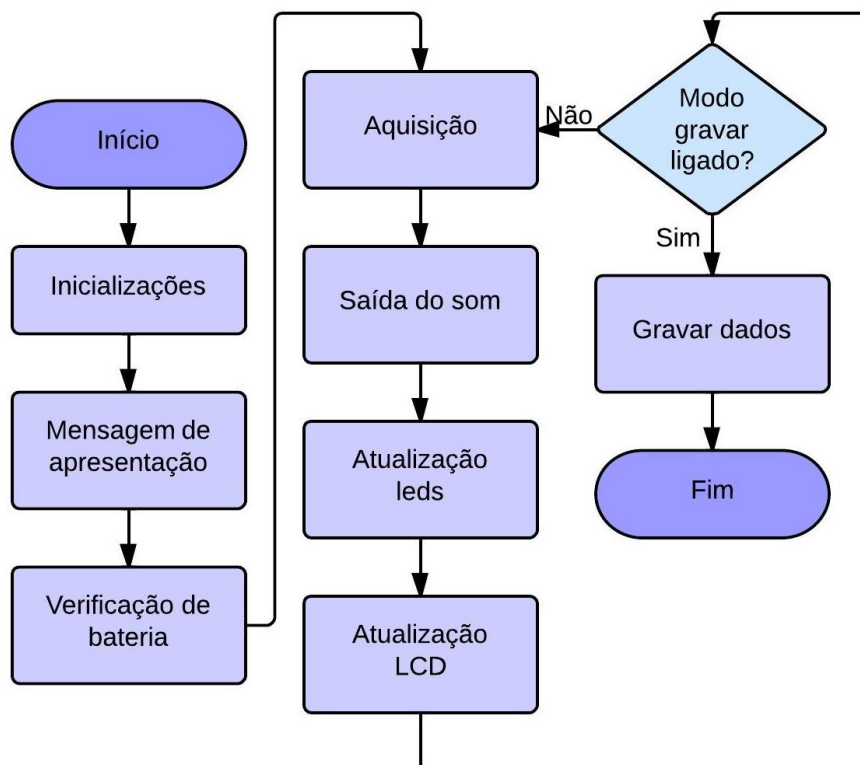 Início
Inicializações
Mensagem de
apresentação
Verificação de
bateria
Aquisição
Saída do som
Atualização
leds
Atualização
LCD
Modo
gravar
ligado?
Não
Sim
Gravar dados
Fim